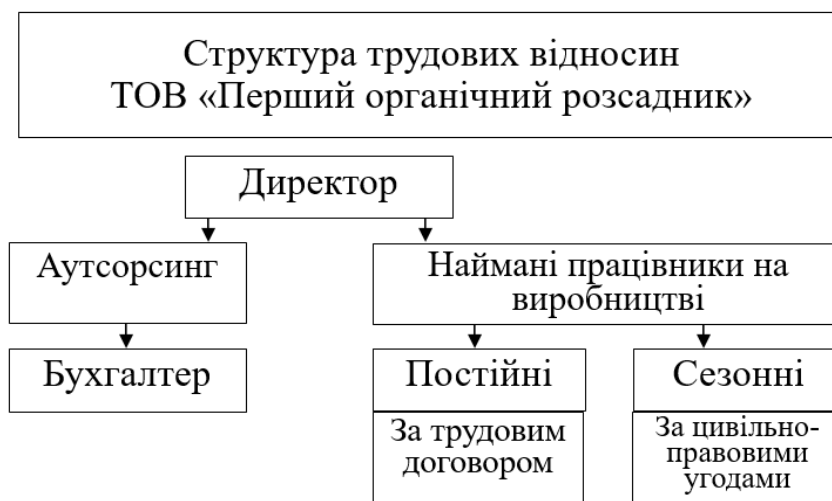 Структура трудових відносин
ТОВ «Перший органічний розсадник»
Директор
Аутсорсинг
Наймані працівники на
виробництві
Бухгалтер
Постійні
Сезонні
За трудовим
договором
За цивільно-
правовими
угодами